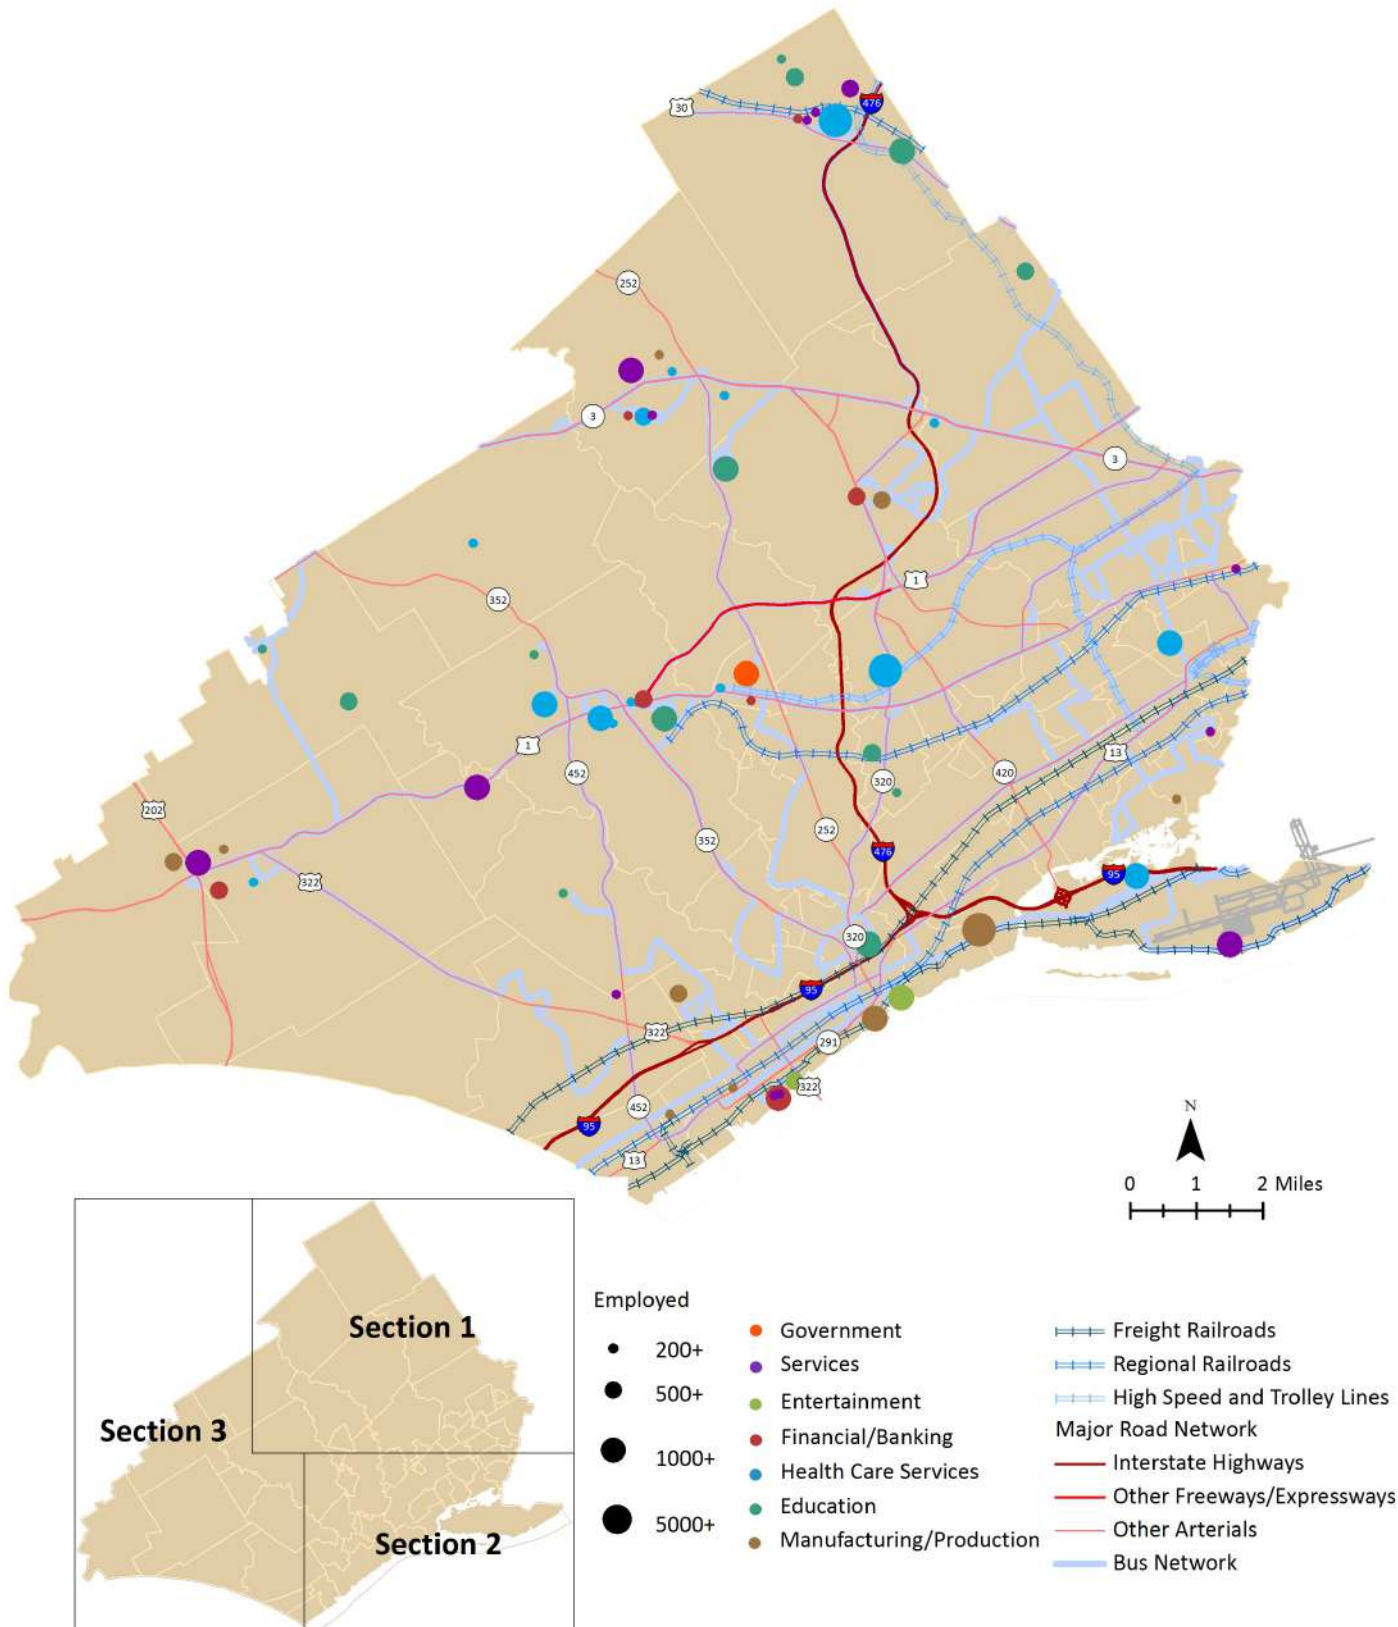 476
30
252
3
3
1
352
1
452
13
420
320
202
352
252
476
95
322
320
95
322
291
322
452
95
13
N
0 1 2 Miles
Section 1
Section 3
Section 2
Employed
200+
500+
1000+
5000+
Government
Services
Entertainment
Financial/Banking
Health Care Services
Education
Manufacturing/Production
Freight Railroads
Regional Railroads
High Speed and Trolley Lines
Major Road Network
Interstate Highways
Other Freeways/Expressways
Other Arterials
Bus Network